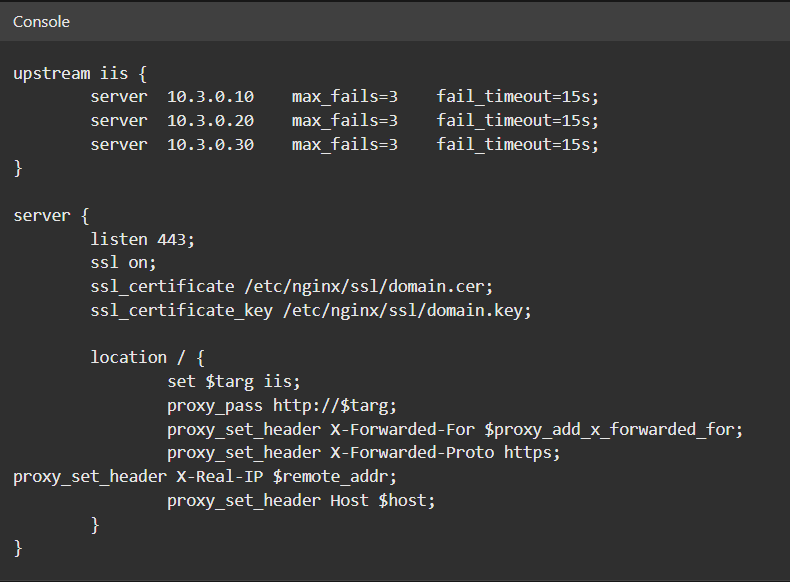 Console
upstream iis {
        server  10.3.0.10    max_fails=3    fail_timeout=15s;
        server  10.3.0.20    max_fails=3    fail_timeout=15s;
        server  10.3.0.30    max_fails=3    fail_timeout=15s;
}
server {
        listen 443;
        ssl on;
        ssl_certificate /etc/nginx/ssl/domain.cer;
        ssl_certificate_key /etc/nginx/ssl/domain.key;
        location / {
                set $targ iis;
                proxy_pass http://$targ;
                proxy_set_header X-Forwarded-For $proxy_add_x_forwarded_for;
                proxy_set_header X-Forwarded-Proto https;
proxy_set_header X-Real-IP $remote_addr;
                proxy_set_header Host $host;
        }
}